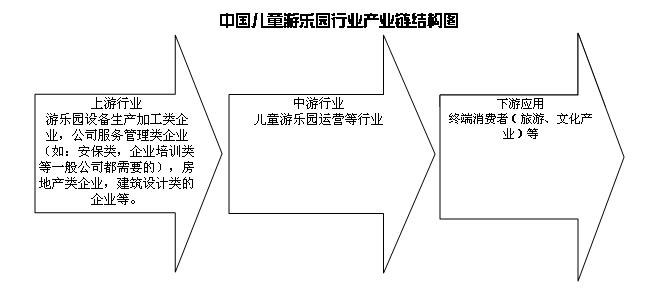 中国儿童游乐园行业产业链结构图
上游行业
游乐园设备生产加工类企
业，公司服务管理类企业
（如：安保类，企业培训类
等一般公司都需要的），房
地产类企业，建筑设计类的
企业等。
中游行业
儿童游乐园运营等行业
下游应用
终端消费者（旅游、文化产
业）等